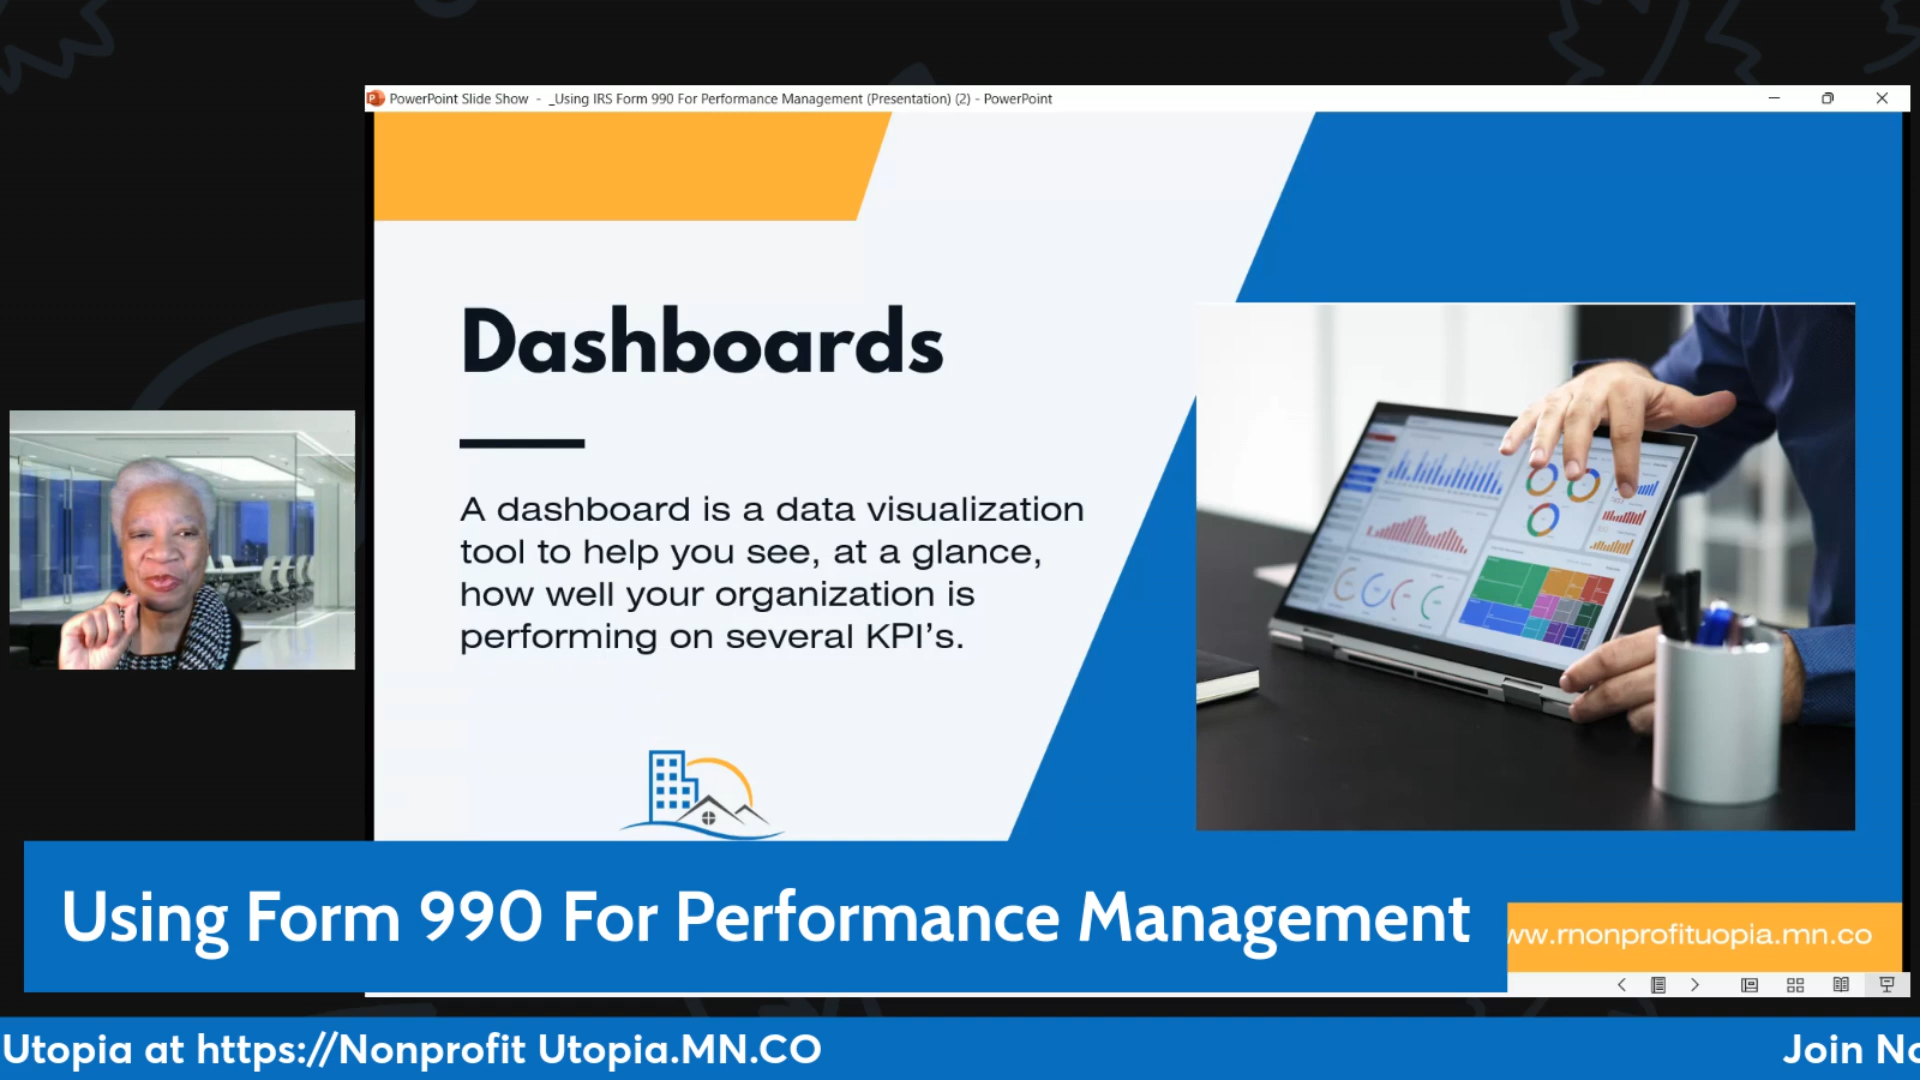 PowerPoint Slide Show - _Using IRS Form 990 For Performance Management (Presentation) (2) - PowerPoint
Dashboards
A dashboard is a data visualization
tool to help you see, at a glance,
how well your organization is
performing on several KPI's.
Using Form 990 For Performance Management
ww.rnonprofituopia.mn.co
Utopia at https://Nonprofit Utopia.MN.CO
Join No